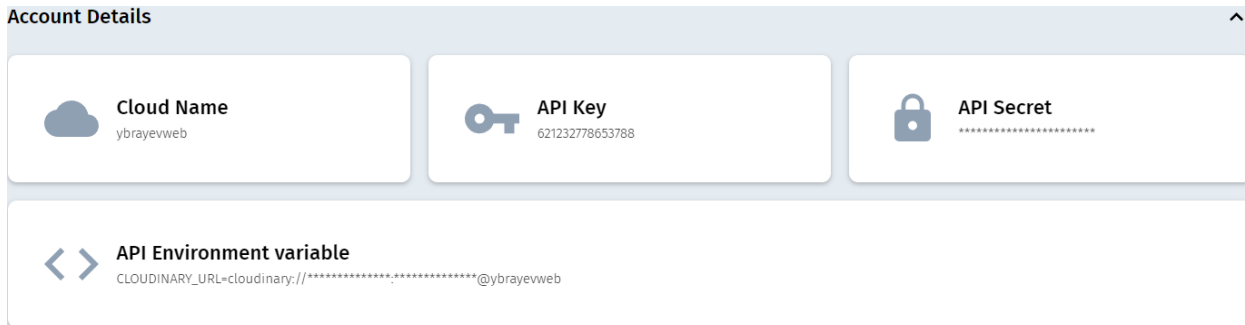 Account Details
Cloud Name
ybrayevweb
API Key
621232778653788
API Secret
***********************
API Environment variable
CLOUDINARY_URL=cloudinary://**************:**************@ybrayevweb